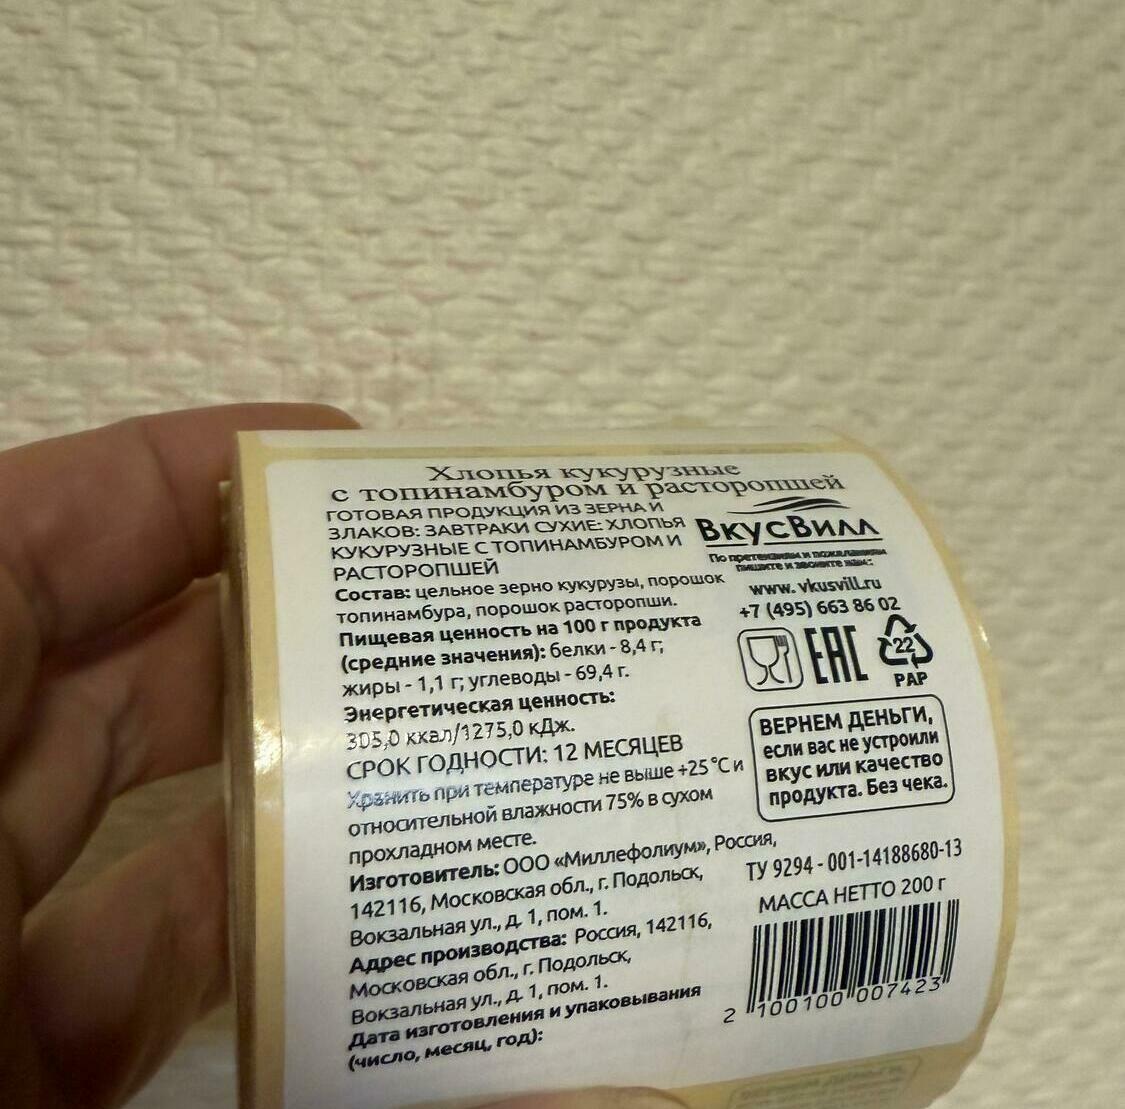 Хлопья кукурузные
с топинамбуром и расторопшей
ГОТОВАЯ ПРОДУКЦИЯ ИЗ ЗЕРНА И
ЗЛАКОВ: ЗАВТРАКИ СУХИЕ: ХЛОПЬЯ
КУКУРУЗНЫЕ С ТОПИНАМБУРОМ И
РАСТОРОПШЕЙ
Состав: цельное зерно кукурузы, порошок
топинамбура, порошок расторопши.
Пищевая ценность на 100 г продукта
(средние значения): белки - 8,4 г;
жиры - 1,1 г; углеводы - 69,4 г.
Энергетическая ценность:
305,0 ккал/1275,0 кДж.
СРОК ГОДНОСТИ: 12 МЕСЯЦЕВ
Хранить при температуре не выше +25 °С и
относительной влажности 75% в сухом
прохладном месте.
Изготовитель: ООО «Миллефолиум», Россия,
142116, Московская обл., г. Подольск,
Вокзальная ул., д. 1, пом. 1.
Адрес производства: Россия, 142116,
Московская обл., г. Подольск,
Вокзальная ул., д. 1, пом. 1.
Дата изготовления и упаковывания
(число, месяц, год):
ВкусВилл
По претензиям и пожеланиям
пишите и звоните нам:
www. vkusvill.ru
+7 (495) 663 86 02
EAC
22
PAP
ВЕРНЕМ ДЕНЬГИ,
если вас не устроили
вкус или качество
продукта. Без чека.
ТУ 9294 - 001-14188680-13
МАССА НЕТТО 200 г
2 100100 007423